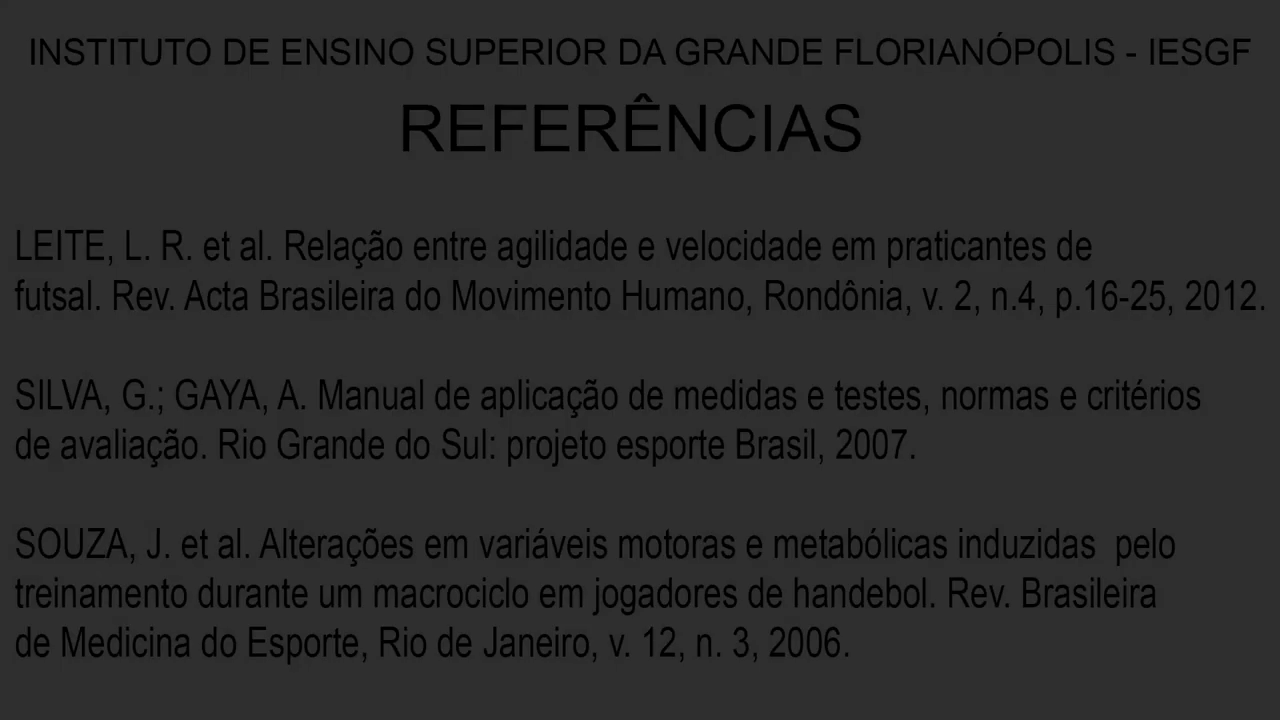 INSTITUTO DE ENSINO SUPERIOR DA GRANDE FLORIANÓPOLIS - IESGF
REFERÊNCIAS
LEITE, L. R. et al. Relação entre agilidade e velocidade em praticantes de
futsal. Rev. Acta Brasileira do Movimento Humano, Rondônia, v. 2, n.4, p.16-25, 2012.
SILVA, G.; GAYA, A. Manual de aplicação de medidas e testes, normas e critérios
de avaliação. Rio Grande do Sul: projeto esporte Brasil, 2007.
SOUZA, J. et al. Alterações em variáveis motoras e metabólicas induzidas  pelo
treinamento durante um macrociclo em jogadores de handebol. Rev. Brasileira
de Medicina do Esporte, Rio de Janeiro, v. 12, n. 3, 2006.